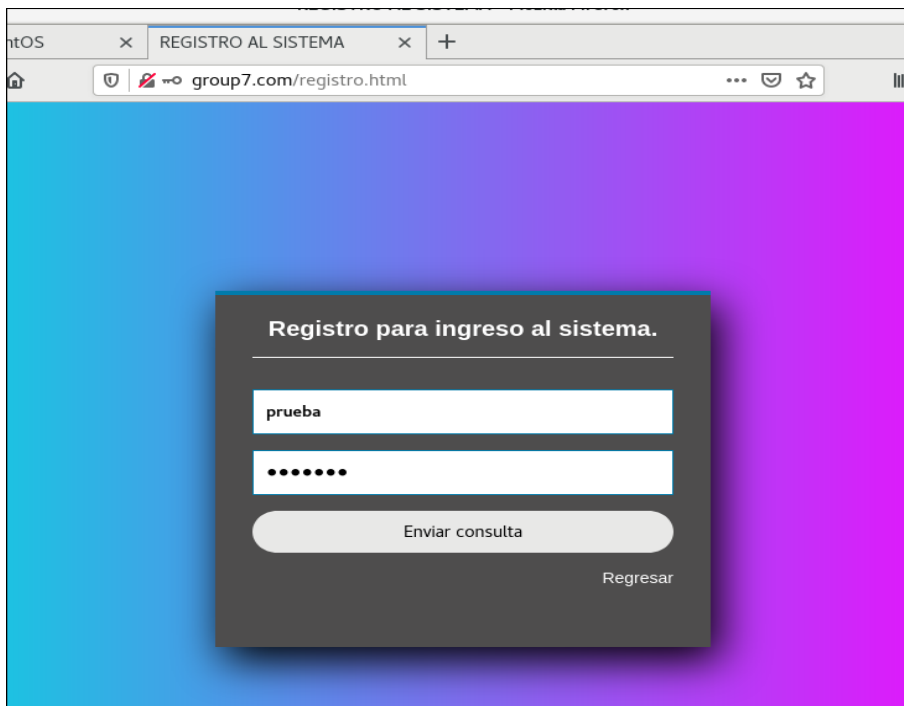 ntOS
REGISTRO AL SISTEMA
group7.com/registro.html
Registro para ingreso al sistema.
prueba
•••••••
Enviar consulta
Regresar